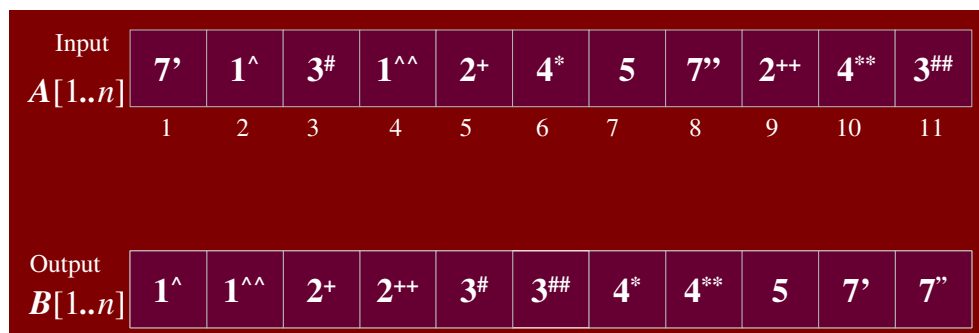 Input
A[1..n]
7’ 1^ 3# 1^^ 2+ 4* 5 7’’ 2++ 4** 3##
1 2 3 4 5 6 7 8 9 10 11
Output
B[1..n]
1^ 1^^ 2+ 2++ 3# 3## 4* 4** 5 7’ 7”